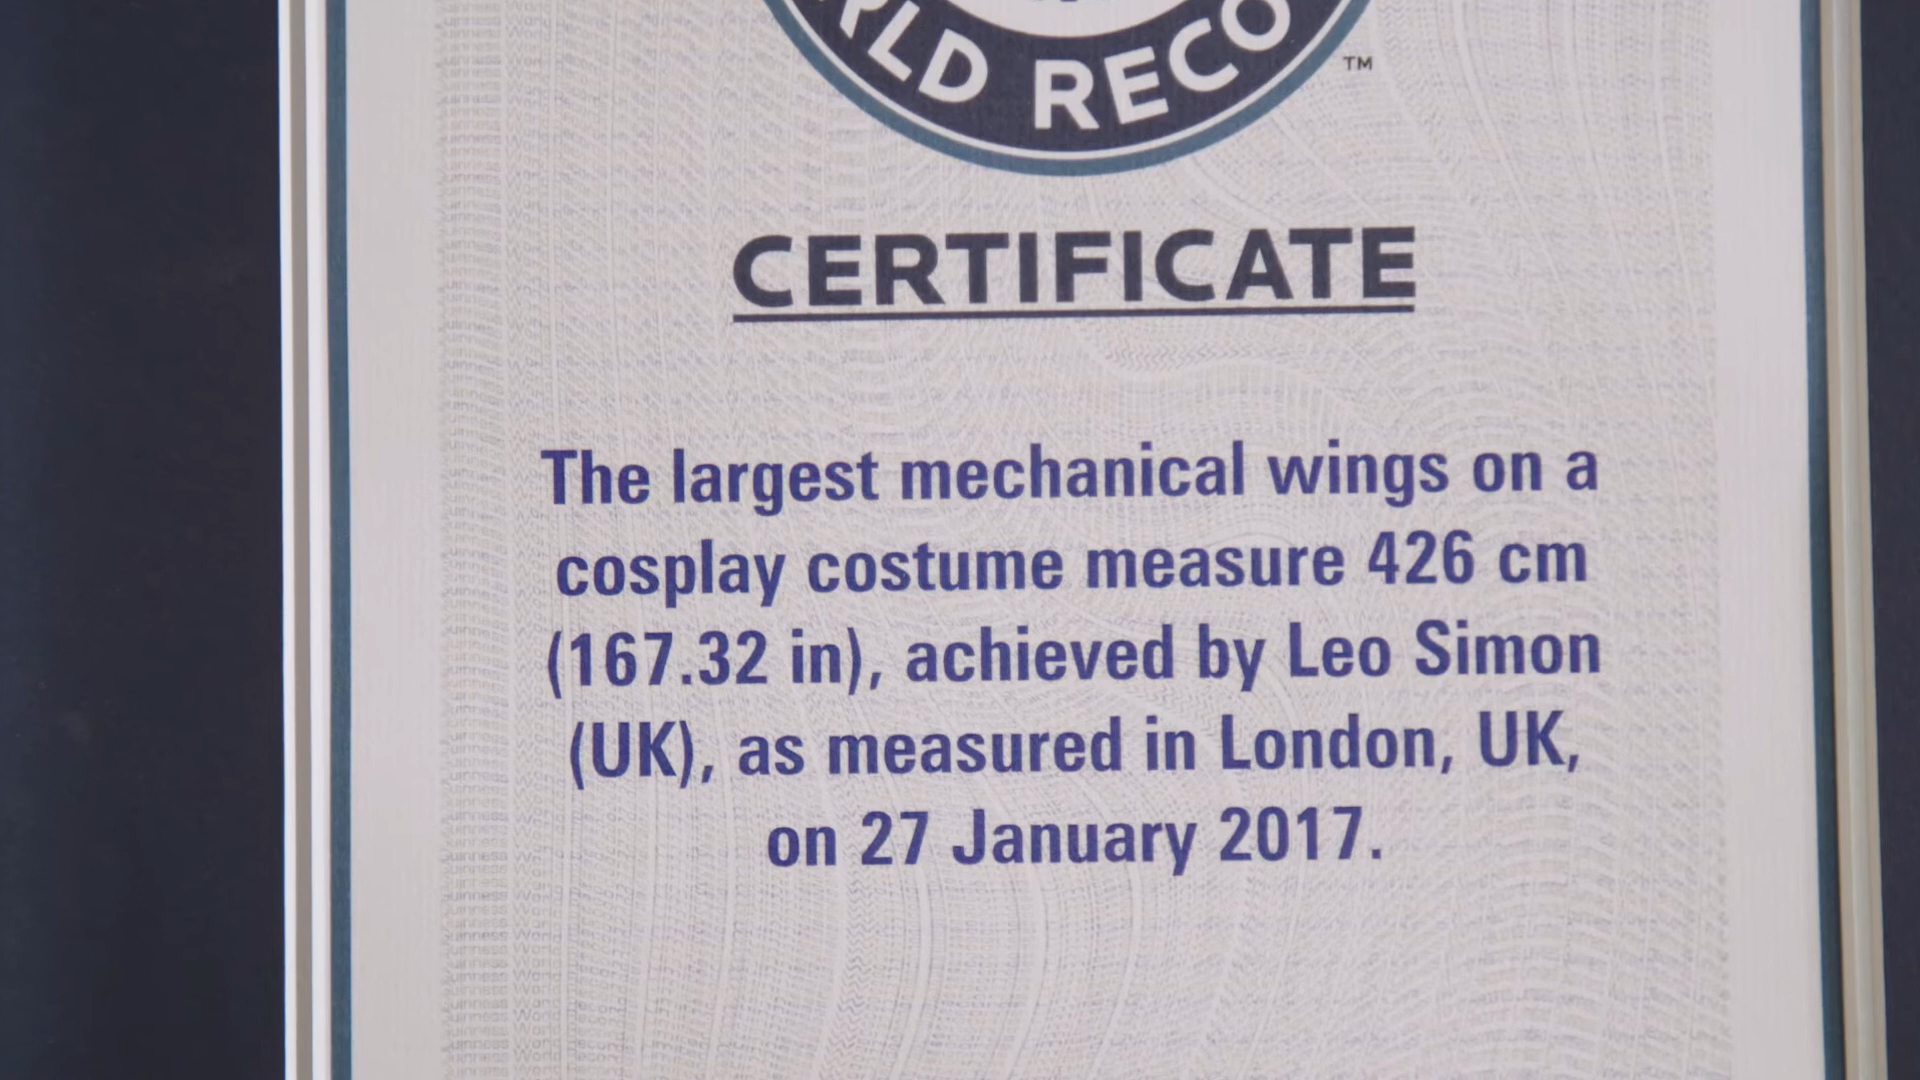 RLD RECO
TM
CERTIFICATE
The largest mechanical wings on a
cosplay costume measure 426 cm
(167.32 in), achieved by Leo Simon
(UK), as measured in London, UK,
on 27 January 2017.